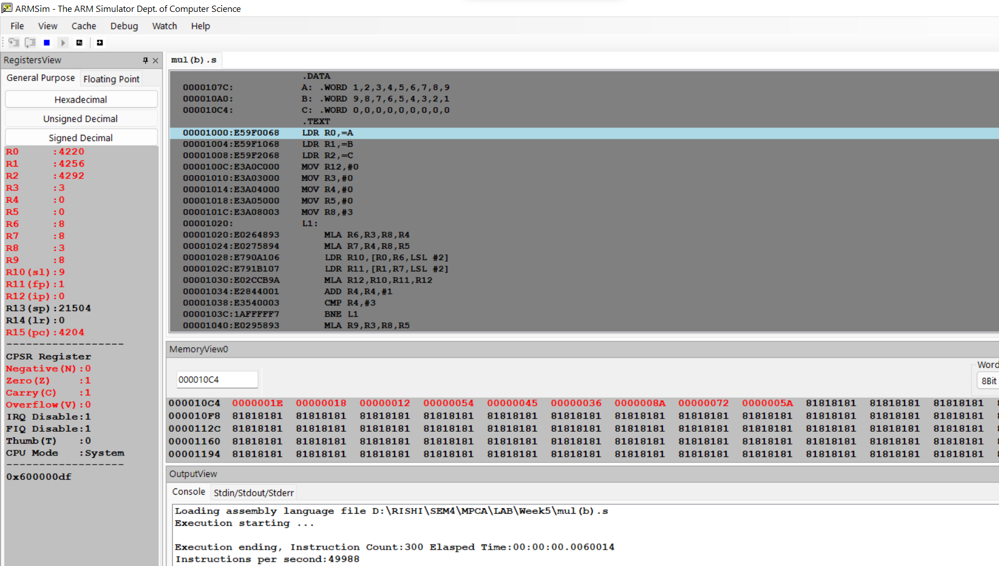 ARMSim - The ARM Simulator Dept. of Computer Science
File View Cache Debug Watch Help
RegistersView
General Purpose Floating Point
Hexadecimal
Unsigned Decimal
Signed Decimal
R0 :4220
R1 :4256
R2 :4292
R3 :3
R4 :0
R5 :0
R6 :8
R7 :8
R8 :3
R9 :8
R10(sl):9
R11(fp):1
R12(ip):0
R13(sp):21504
R14(lr):0
R15(pc):4204
------------------
CPSR Register
Negative(N):0
Zero(Z) :1
Carry(C) :1
Overflow(V):0
IRQ Disable:1
FIQ Disable:1
Thumb(T) :0
CPU Mode :System
------------------
0x600000df
mul(b).s
.DATA
0000107C: A: .WORD 1,2,3,4,5,6,7,8,9
000010A0: B: .WORD 9,8,7,6,5,4,3,2,1
000010C4: C: .WORD 0,0,0,0,0,0,0,0,0
.TEXT
00001000:E59F0068 LDR R0,=A
00001004:E59F1068 LDR R1,=B
00001008:E59F2068 LDR R2,=C
0000100C:E3A0C000 MOV R12,#0
00001010:E3A03000 MOV R3,#0
00001014:E3A04000 MOV R4,#0
00001018:E3A05000 MOV R5,#0
0000101C:E3A08003 MOV R8,#3
00001020: L1:
00001020:E0264893 MLA R6,R3,R8,R4
00001024:E0275894 MLA R7,R4,R8,R5
00001028:E790A106 LDR R10,[R0,R6,LSL #2]
0000102C:E791B107 LDR R11,[R1,R7,LSL #2]
00001030:E02CCB9A MLA R12,R10,R11,R12
00001034:E2844001 ADD R4,R4,#1
00001038:E3540003 CMP R4,#3
0000103C:1AFFFFF7 BNE L1
00001040:E0295893 MLA R9,R3,R8,R5
MemoryView0
Word
000010C4
8Bit
000010C4 0000001E 00000018 00000012 00000054 00000045 00000036 0000008A 00000072 0000005A 81818181 81818181 81818181
000010F8 81818181 81818181 81818181 81818181 81818181 81818181 81818181 81818181 81818181 81818181 81818181 81818181
0000112C 81818181 81818181 81818181 81818181 81818181 81818181 81818181 81818181 81818181 81818181 81818181 81818181
00001160 81818181 81818181 81818181 81818181 81818181 81818181 81818181 81818181 81818181 81818181 81818181 81818181
00001194 81818181 81818181 81818181 81818181 81818181 81818181 81818181 81818181 81818181 81818181 81818181 81818181
OutputView
Console Stdin/Stdout/Stderr
Loading assembly language file D:\RISHI\SEM4\MPCA\LAB\Week5\mul(b).s
Execution starting ...
Execution ending, Instruction Count:300 Elasped Time:00:00:00.0060014
Instructions per second:49988